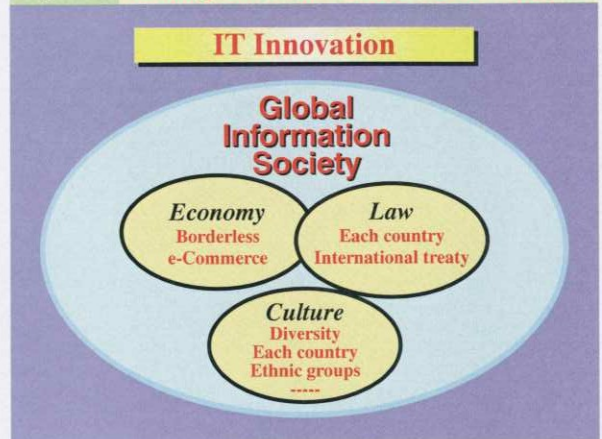 IT Innovation
Global
Information
Society
Economy
Borderless
e-Commerce
Law
Each country
International treaty
Culture
Diversity
Each country
Ethnic groups
-----